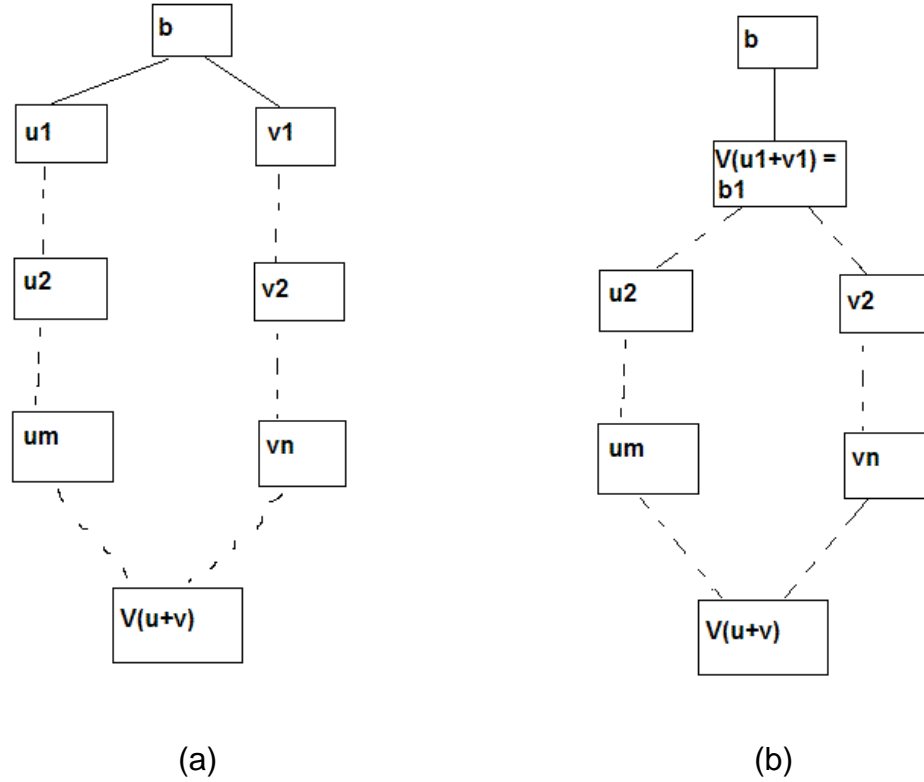 b
u1
v1
u2
v2
um
vn
V(u+v)
(a)
b
V(u1+v1) =
b1
u2
v2
um
vn
V(u+v)
(b)